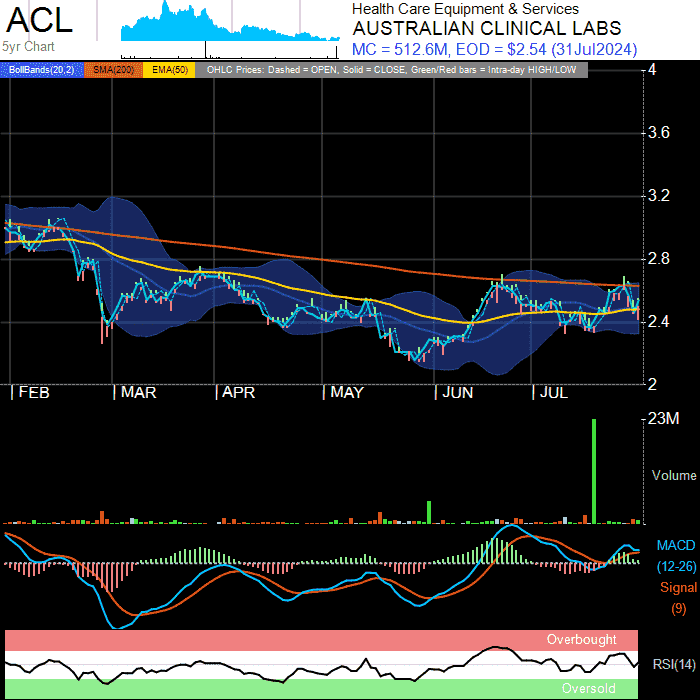 ACL
5yr Chart
Health Care Equipment & Services
AUSTRALIAN CLINICAL LABS
MC = 512.6M, EOD = $2.54 (31Jul2024)
BollBands(20,2) SMA(200) EMA(50) OHLC Prices: Dashed = OPEN, Solid = CLOSE, Green/Red bars = Intra-day HIGH/LOW
4
3.6
3.2
2.8
2.4
2
FEB MAR APR MAY JUN JUL
23M
Volume
MACD
(12-26)
Signal
(9)
Overbought
RSI(14)
Oversold